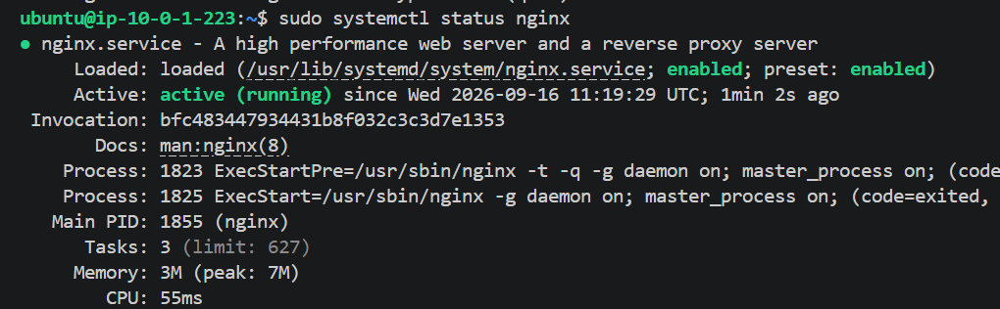 ubuntu@ip-10-0-1-223:~$ sudo systemctl status nginx
● nginx.service - A high performance web server and a reverse proxy server
Loaded: loaded (/usr/lib/systemd/system/nginx.service; enabled; preset: enabled)
Active: active (running) since Wed 2026-09-16 11:19:29 UTC; 1min 2s ago
Invocation: bfc483447934431b8f032c3c3d7e1353
Docs: man:nginx(8)
Process: 1823 ExecStartPre=/usr/sbin/nginx -t -q -g daemon on; master_process on; (code
Process: 1825 ExecStart=/usr/sbin/nginx -g daemon on; master_process on; (code=exited,
Main PID: 1855 (nginx)
Tasks: 3 (limit: 627)
Memory: 3M (peak: 7M)
CPU: 55ms